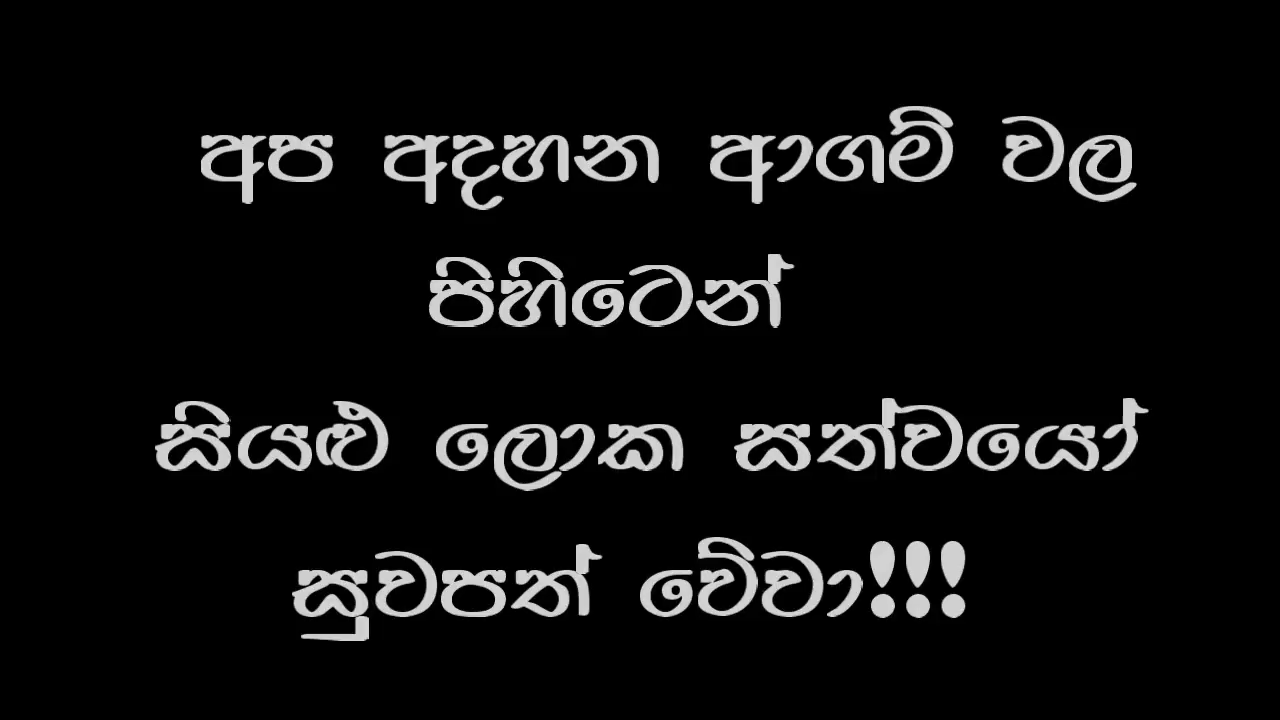 අප අදහන ආගම් වල
පිහිටෙන්
සියළු ලොක සත්වයෝ
සුවපත් වේවා!!!